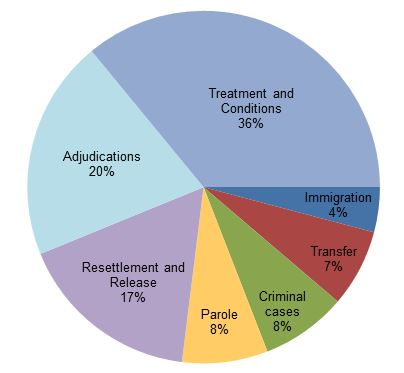 Treatment and
Conditions
36%
Immigration
4%
Transfer
7%
Criminal
cases
8%
Parole
8%
Resettlement and
Release
17%
Adjudications
20%